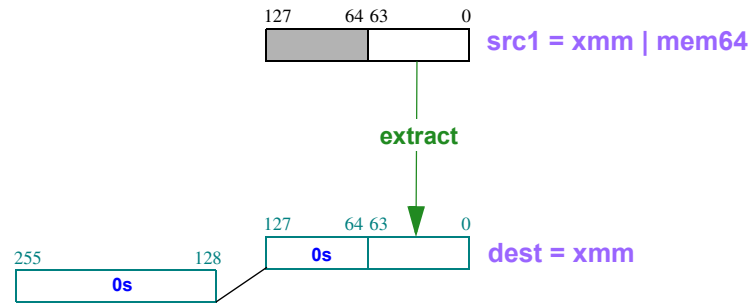 127 64 63 0
src1 = xmm | mem64
extract
127 64 63 0
255 128
0s
dest = xmm
0s